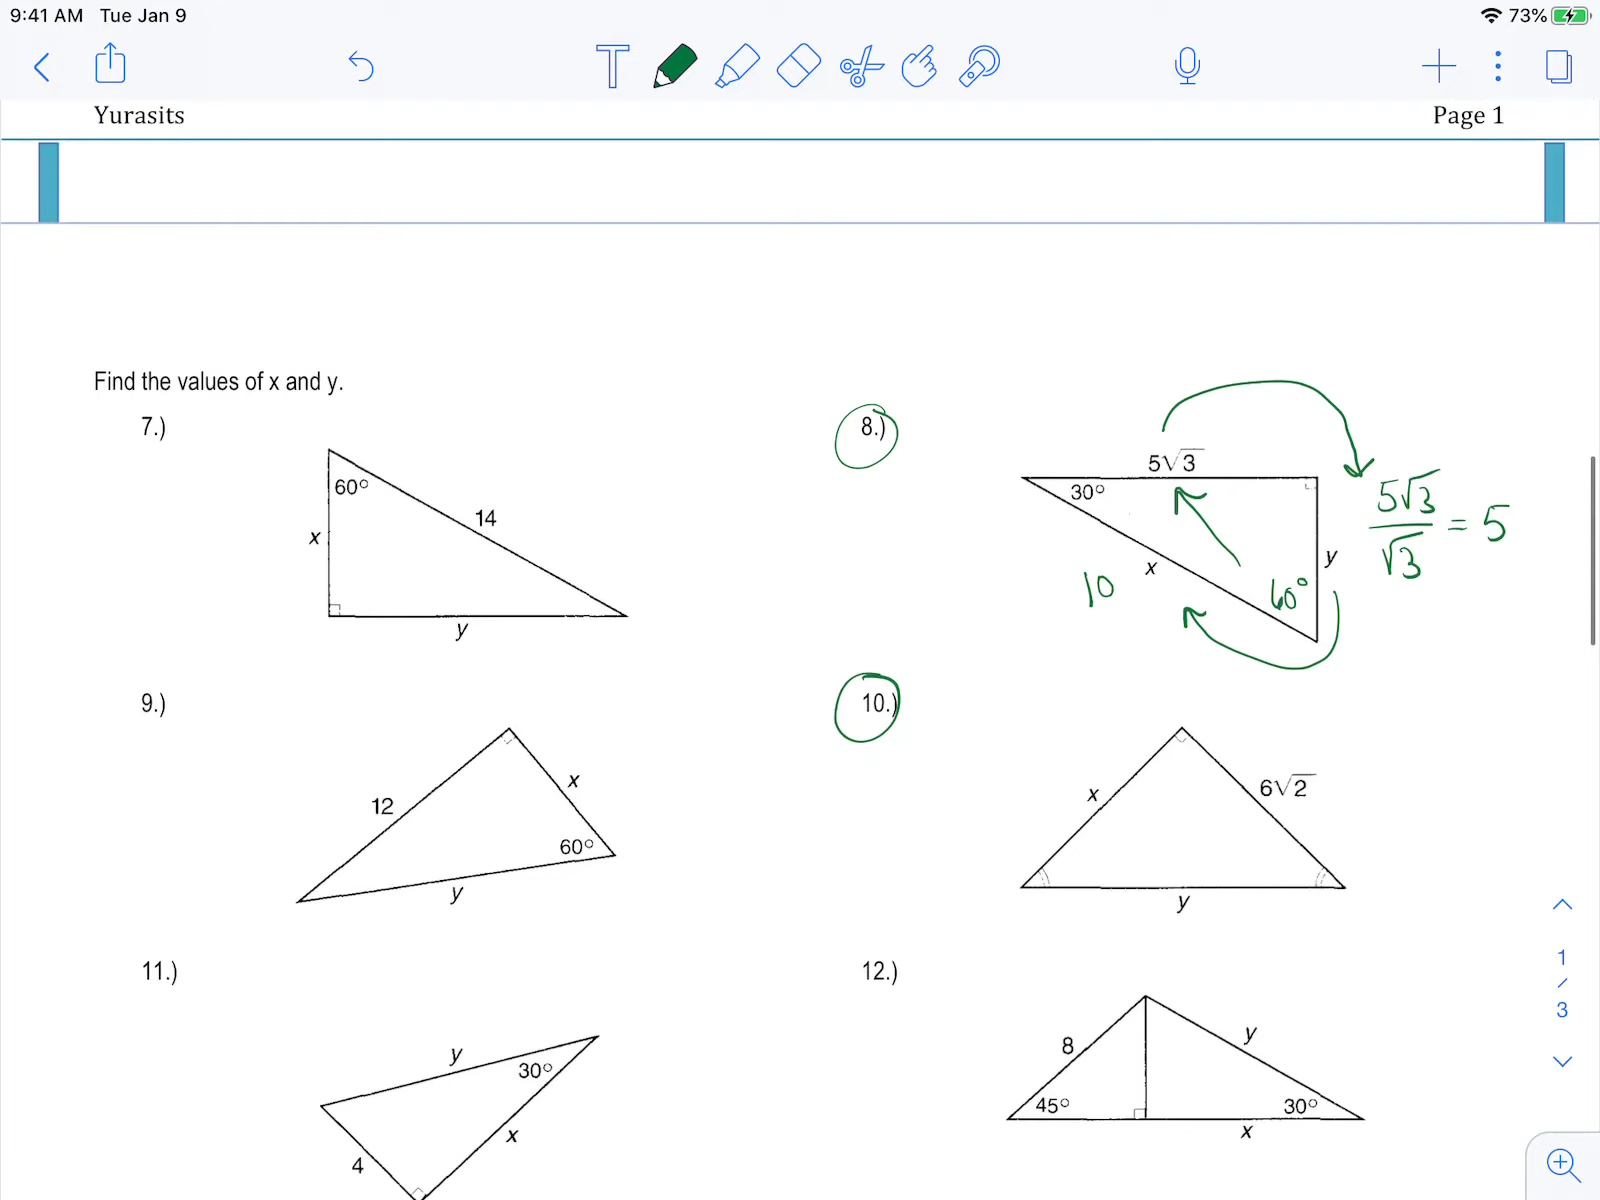 9:41 AM Tue Jan 9
73%
Yurasits
Page 1
Find the values of x and y.
7.)
60°
14
x
y
8.)
5√3
30°
x
y
60°
10
5√3
√3
= 5
9.)
12
x
60°
y
10.)
x
6√2
y
11.)
y
30°
x
4
12.)
8
y
45°
30°
x
1
/
3